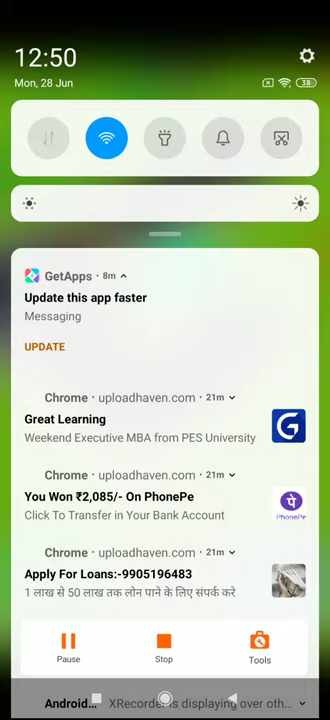 12:50
Mon, 28 Jun
38
GetApps · 8m
Update this app faster
Messaging
UPDATE
Chrome · uploadhaven.com · 21m
Great Learning
Weekend Executive MBA from PES University
Chrome · uploadhaven.com · 21m
You Won ₹2,085/- On PhonePe
Click To Transfer in Your Bank Account
PhonePe
Chrome · uploadhaven.com · 21m
Apply For Loans:-9905196483
1 लाख से 50 लाख तक लोन पाने के लिए संपर्क करे
Pause
Stop
Tools
Android... XRecorder is displaying over oth...